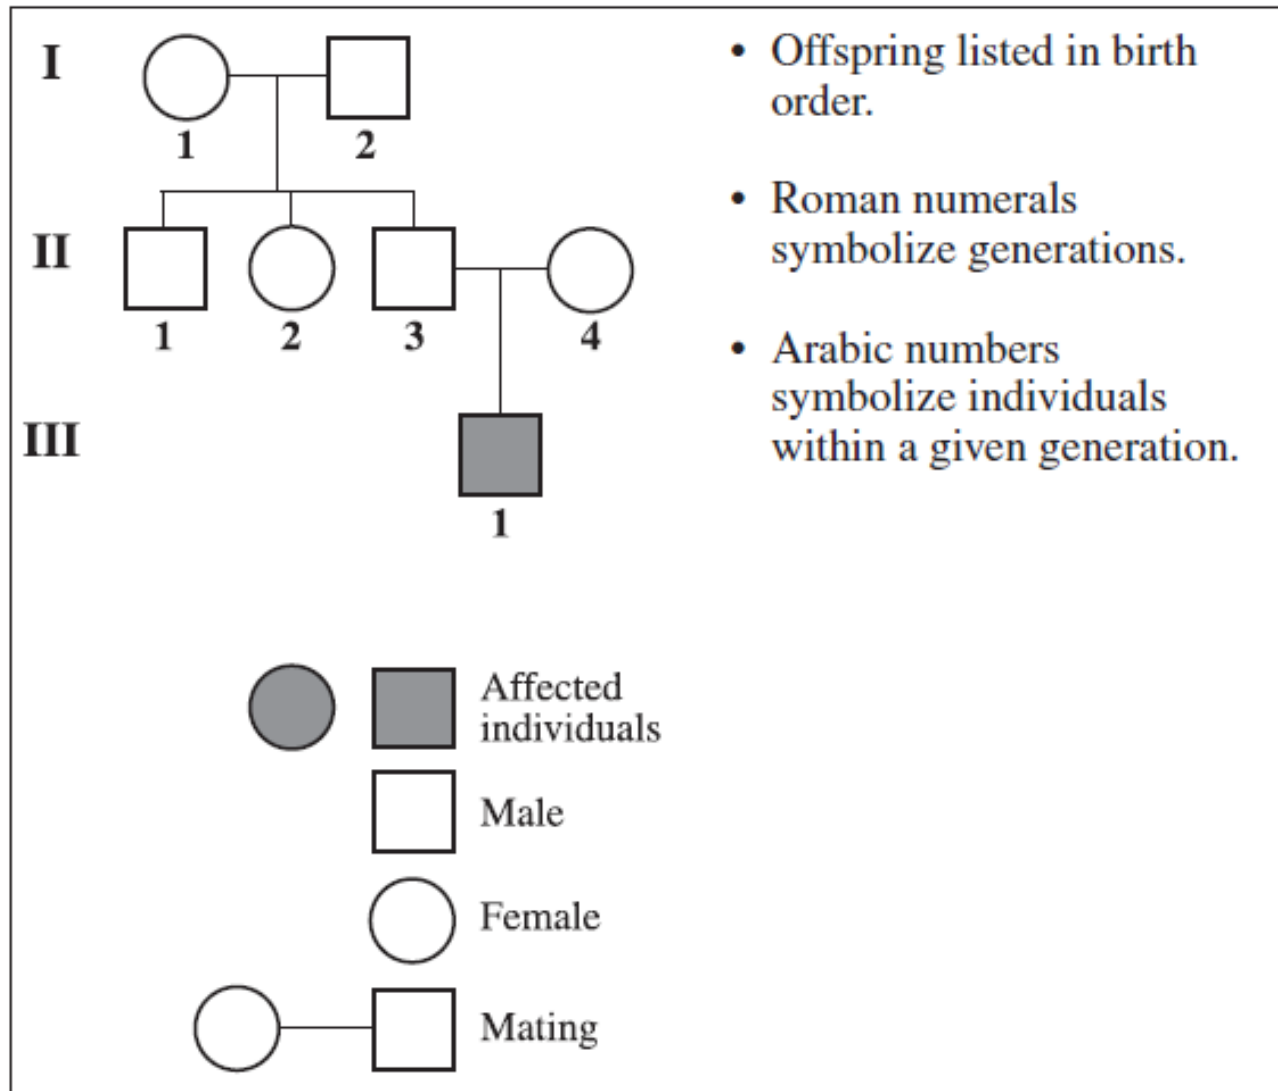 I
1
2
• Offspring listed in birth
order.
II
1
2
3
4
• Roman numerals
symbolize generations.
III
1
• Arabic numbers
symbolize individuals
within a given generation.
Affected
individuals
Male
Female
Mating